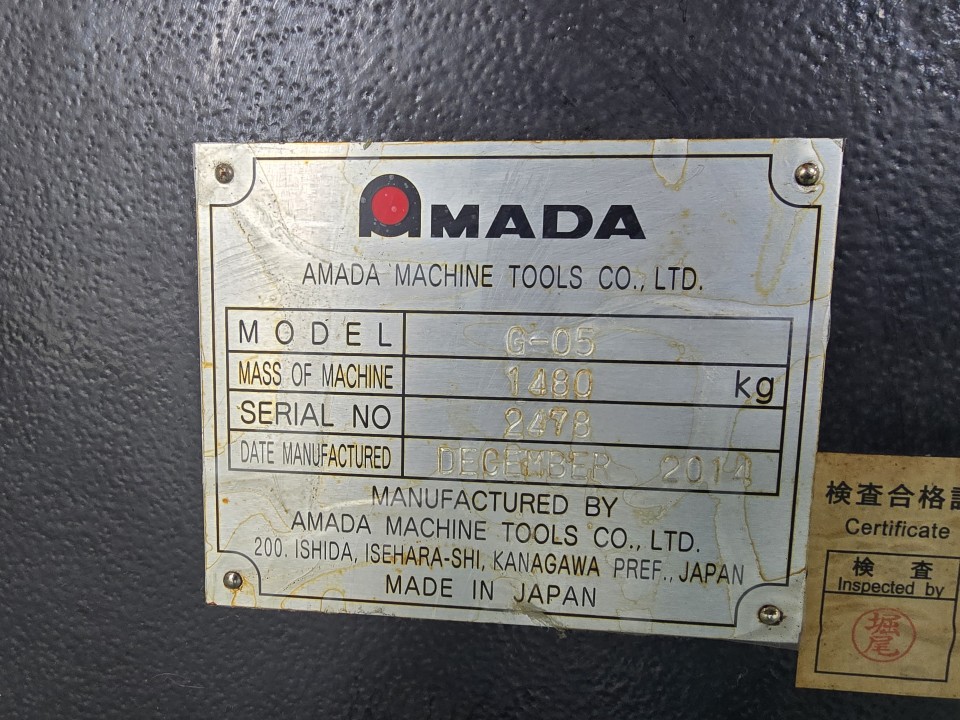 AMADA
AMADA MACHINE TOOLS CO., LTD.
MODEL G-05
MASS OF MACHINE 1480 kg
SERIAL NO 2478
DATE MANUFACTURED DECEMBER 2014
MANUFACTURED BY
AMADA MACHINE TOOLS CO., LTD.
200. ISHIDA, ISEHARA-SHI, KANAGAWA PREF., JAPAN
MADE IN JAPAN
検査合格
Certificate
検査
Inspected by
堀尾